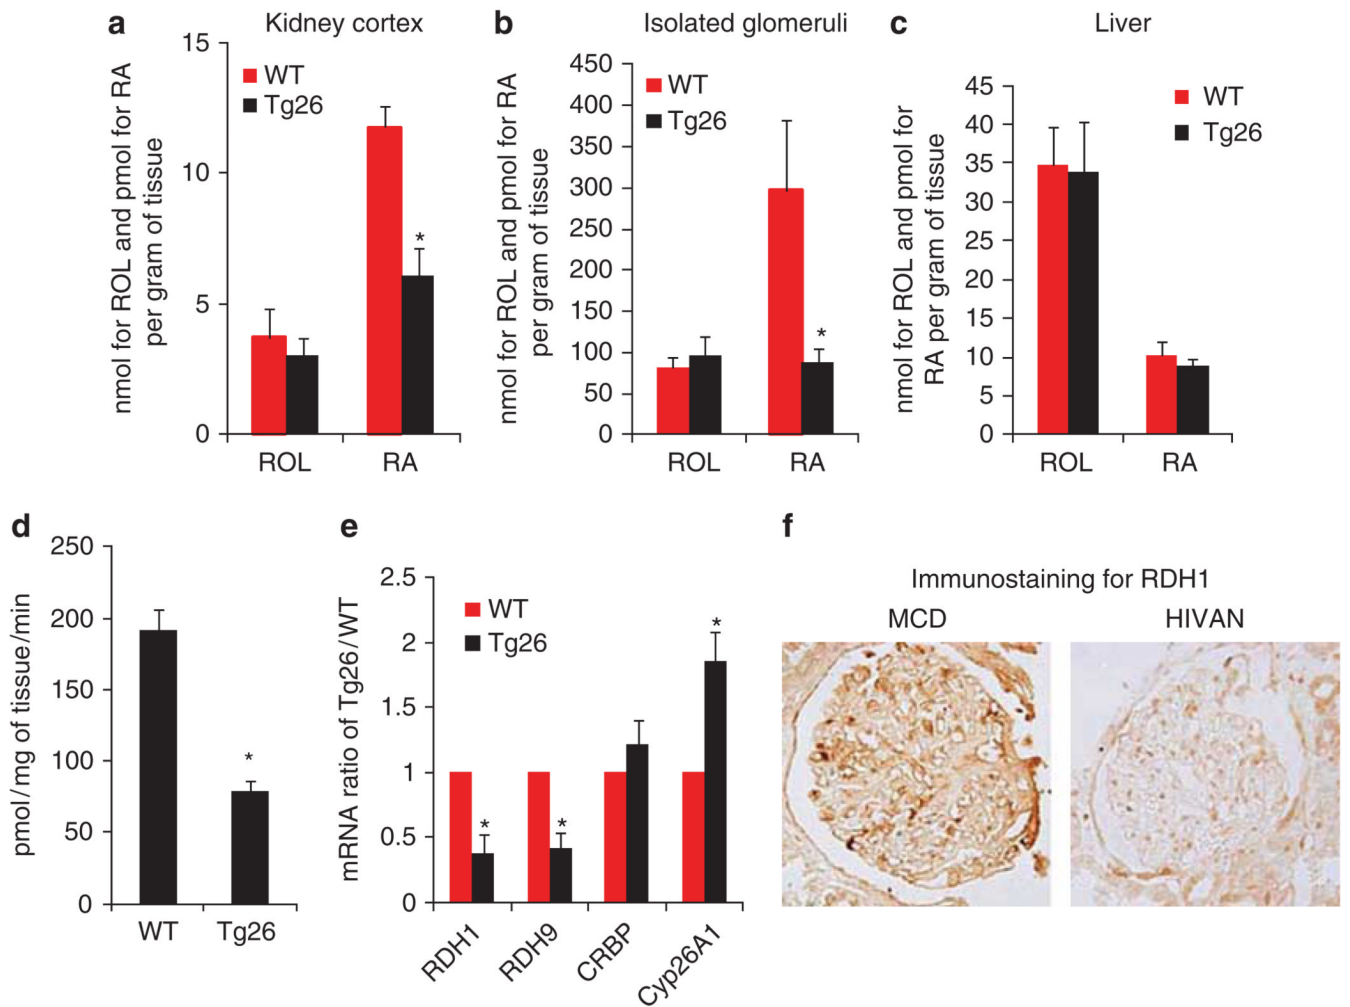 a Kidney cortex
nmol for ROL and pmol for RA
per gram of tissue
15
10
5
0
WT
Tg26
*
ROL RA
b Isolated glomeruli
nmol for ROL and pmol for RA
per gram of tissue
450
400
350
300
250
200
150
100
50
0
WT
Tg26
*
ROL RA
c Liver
nmol for ROL and pmol for
RA per gram of tissue
45
40
35
30
25
20
15
10
5
0
WT
Tg26
ROL RA
d
pmol/mg of tissue/min
250
200
150
100
50
0
*
WT Tg26
e
mRNA ratio of Tg26/WT
2.5
2
1.5
1
0.5
0
WT
Tg26
* * *
RDH1 RDH9 CRBP Cyp26A1
f
Immunostaining for RDH1
MCD HIVAN